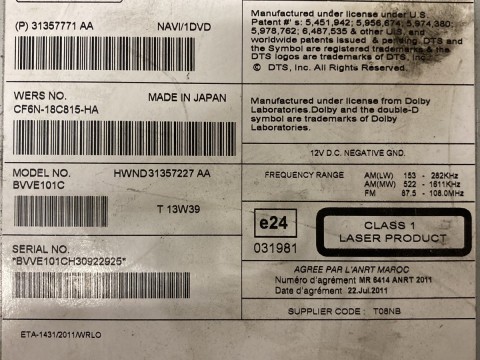 (P) 31357771 AA
NAVI/1DVD
WERS NO.
MADE IN JAPAN
CF6N-18C815-HA
MODEL NO.
HWND31357227 AA
BVVE101C
T 13W39
SERIAL NO.
*BVVE101CH30922925*
ETA-1431/2011/WRLO
Manufactured under license under U.S.
Patent #'s : 5,451,942; 5,956,674; 5,974,380;
5,978,762; 6,487,535 & other U.S. and
worldwide patents issued & pending. DTS and
the Symbol are registered trademarks & the
DTS logos are trademarks of DTS, Inc.
© DTS, Inc. All Rights Reserved.
Manufactured under license from Dolby
Laboratories.Dolby and the double-D
symbol are trademarks of Dolby
Laboratories.
12V D.C. NEGATIVE GND.
FREQUENCY RANGE
AM(LW) 153 - 282KHz
AM(MW) 522 - 1611KHz
FM 87.5 - 108.0MHz
e24
031981
CLASS 1
LASER PRODUCT
AGREE PAR L'ANRT MAROC
Numéro d'agrément MR 6414 ANRT 2011
Date d'agrément 22.Jul.2011
SUPPLIER CODE : T08NB